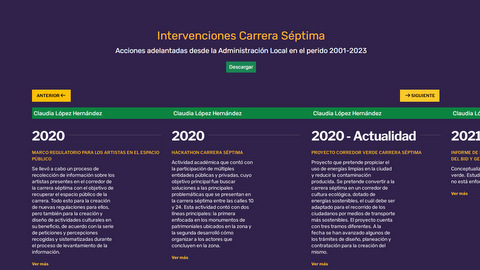 Intervenciones Carrera Séptima
Acciones adelantadas desde la Administración Local en el perido 2001-2023
Descargar
ANTERIOR
SIGUIENTE
Claudia López Hernández
2020
MARCO REGULATORIO PARA LOS ARTISTAS EN EL ESPACIO
PÚBLICO
Se llevó a cabo un proceso de
recolección de información sobre los
artistas presentes en el corredor de
la carrera séptima con el objetivo de
recuperar el espacio público de la
carrera. Todo esto para la creación
de nuevas regulaciones para ellos,
pero también para la creación y
diseño de actividades culturales en
su beneficio, de acuerdo con la serie
de peticiones y percepciones
recogidas y sistematizadas durante
el proceso de levantamiento de la
información.
Ver más
Claudia López Hernández
2020
HACKATHON CARRERA SÉPTIMA
Actividad académica que contó con
la participación de múltiples
entidades públicas y privadas, cuyo
objetivo principal fue buscar
soluciones a las principales
problemáticas que se presentan en
la carrera séptima entre las calles 10
y 24. Esta actividad contó con dos
líneas principales: la primera
enfocada en los monumentos de
patrimoniales ubicados en la zona y
la segunda desarrolló cómo
organizar a los actores que
concluyen en la zona.
Ver más
Claudia López Hernández
2020 - Actualidad
PROYECTO CORREDOR VERDE CARRERA SÉPTIMA
Proyecto que pretende propiciar el
uso de energías limpias en la ciudad
y reducir la contaminación
producida. Se pretende convertir a la
carrera séptima en un corredor de
cultura ecológica, dotado de
energías sostenibles, el cuál debe ser
adaptado para el recorrido de los
ciudadanos por medios de transporte
más sostenibles. El proyecto cuenta
con tres tramos diferentes. A la
fecha se han avanzado algunos de
los trámites de diseño, planeación y
contratación para la creación del
mismo.
Ver más
Claudia Ló
2021
INFORME DE
DEL BID Y GE
Conceptual
verde. Estudi
no está enfo
Ver más